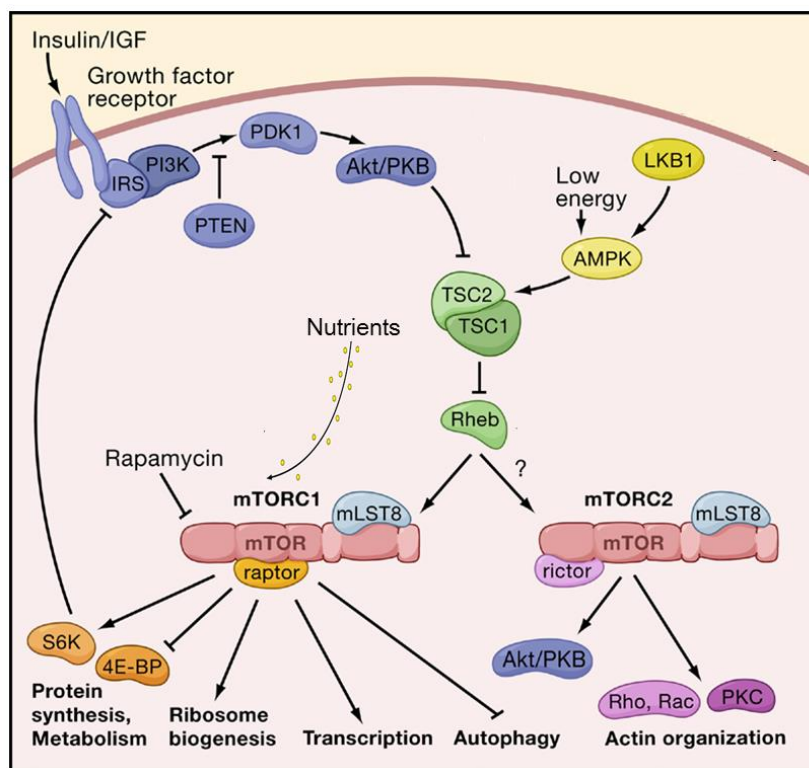 Insulin/IGF
Growth factor
receptor
IRS
PI3K
PDK1
Akt/PKB
PTEN
LKB1
Low
energy
AMPK
TSC2
TSC1
Nutrients
Rheb
?
Rapamycin
mTORC1
mLST8
mTOR
raptor
mTORC2
mLST8
mTOR
rictor
S6K
4E-BP
Akt/PKB
Rho, Rac
PKC
Protein
synthesis,
Metabolism
Ribosome
biogenesis
Transcription
Autophagy
Actin organization